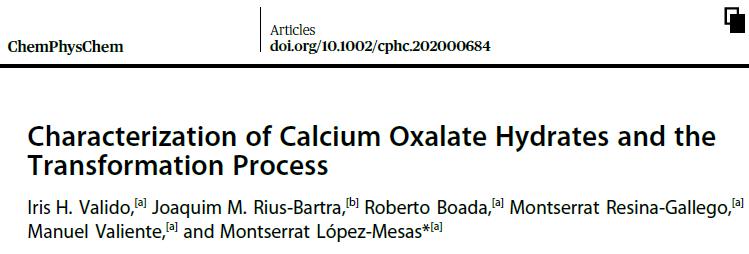 Articles
ChemPhysChem
doi.org/10.1002/cphc.202000684
Characterization of Calcium Oxalate Hydrates and the
Transformation Process
Iris H. Valido,[a] Joaquim M. Rius-Bartra,[b] Roberto Boada,[a] Montserrat Resina-Gallego,[a]
Manuel Valiente,[a] and Montserrat López-Mesas*[a]